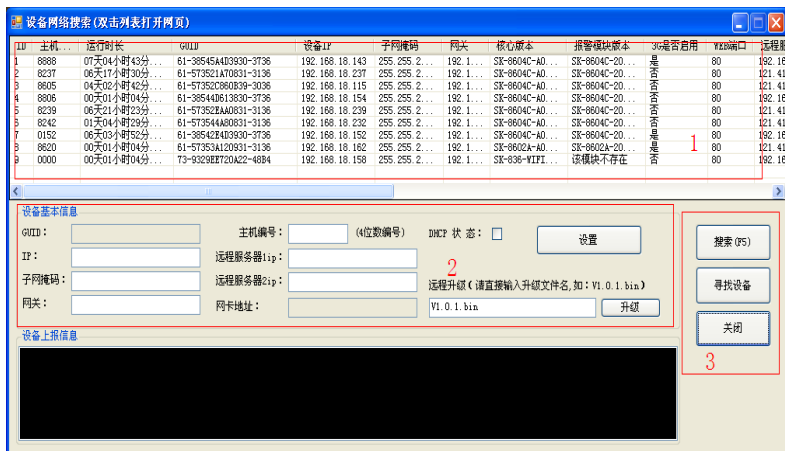 设备网络搜索(双击列表打开网页)
ID 主机... 运行时长 GUID 设备IP 子网掩码 网关 核心版本 报警模块版本 3G是否启用 WEB端口 远程
1 8888 07天04小时43分... 61-38545A4D3930-3736 192.168.18.143 255.255.2... 192.1... SK-8604C-A0... SK-8604C-20... 是 80 192.16
2 8237 06天17小时30分... 61-573521A70831-3136 192.168.18.237 255.255.2... 192.1... SK-8604C-A0... SK-8604C-20... 否 80 121.41
3 8605 04天02小时42分... 61-57352C860B39-3036 192.168.18.115 255.255.2... 192.1... SK-8604C-A0... SK-8604C-20... 否 80 121.41
4 8806 00天01小时04分... 61-38544D613830-3736 192.168.18.154 255.255.2... 192.1... SK-8604C-A0... SK-8604C-20... 否 80 192.16
5 8239 06天21小时23分... 61-57352EAA0831-3136 192.168.18.239 255.255.2... 192.1... SK-8604C-A0... SK-8604C-20... 否 80 121.41
6 8242 01天04小时29分... 61-573544A80831-3136 192.168.18.232 255.255.2... 192.1... SK-8604C-A0... SK-8604C-20... 否 80 121.41
7 0152 06天03小时52分... 61-38542E4D3930-3736 192.168.18.152 255.255.2... 192.1... SK-8604C-A0... SK-8604C-20... 是 80 192.16
8 8620 00天01小时04分... 61-57353A120931-3136 192.168.18.162 255.255.2... 192.1... SK-8602A-A0... SK-8602A-20... 是 80 121.41
9 0000 00天01小时04分... 73-9329EE720A22-48B4 192.168.18.158 255.255.2... 192.1... SK-836-WIFI... 该模块不存在 否 80 192.16
1
设备基本信息
GUID： 主机编号： (4位数编号) DHCP 状 态： 设置
IP： 远程服务器1ip：
2
子网掩码： 远程服务器2ip： 远程升级(请直接输入升级文件名,如：V1.0.1.bin)
网关： 网卡地址： V1.0.1.bin 升级
搜索(F5)
寻找设备
关闭
3
设备上报信息